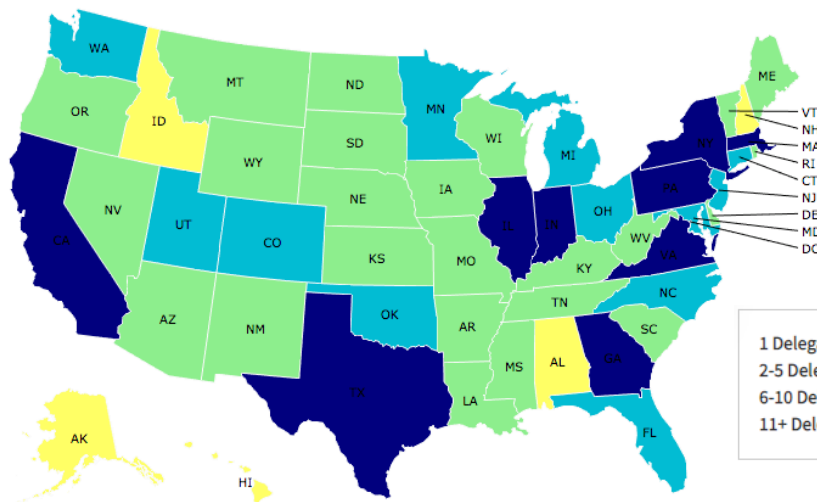 WA
MT
ND
MN
ME
OR
ID
SD
WI
MI
VT
NH
NY
MA
WY
RI
CT
NE
IA
PA
NJ
NV
UT
CO
IL
IN
OH
DE
MD
WV
VA
DC
CA
KS
MO
KY
NC
TN
AZ
NM
OK
AR
SC
MS
AL
GA
TX
LA
FL
AK
HI
1 Deleg
2-5 Dele
6-10 De
11+ Del